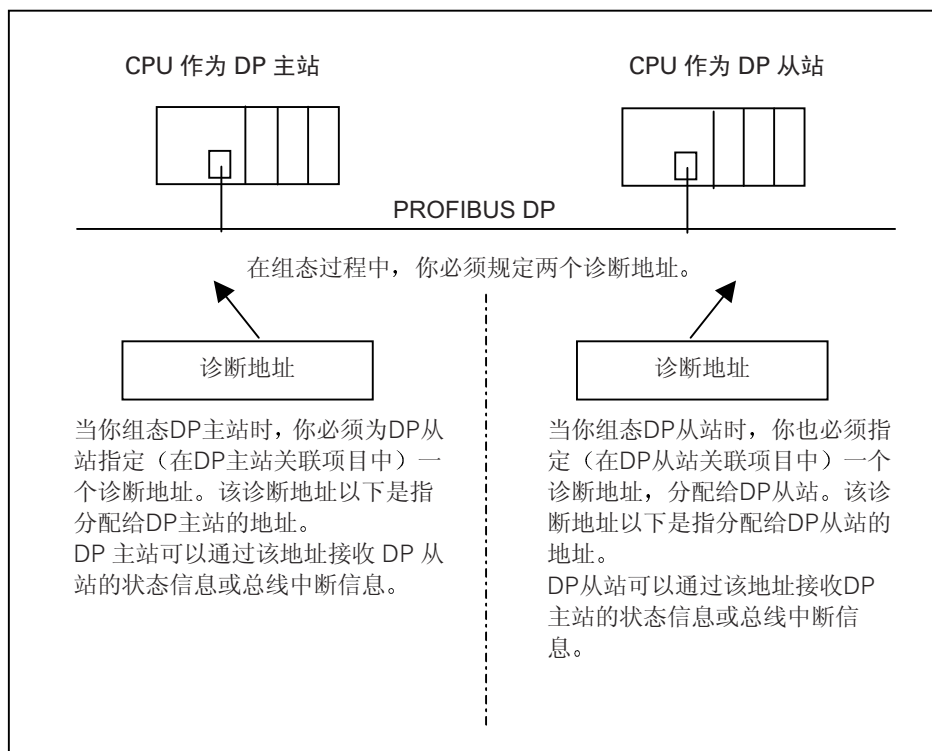 CPU 作为 DP 主站
CPU 作为 DP 从站
PROFIBUS DP
在组态过程中，你必须规定两个诊断地址。
诊断地址
当你组态DP主站时，你必须为DP从
站指定（在DP主站关联项目中）一
个诊断地址。该诊断地址以下是指
分配给DP主站的地址。
DP 主站可以通过该地址接收 DP 从
站的状态信息或总线中断信息。
诊断地址
当你组态DP从站时，你也必须指
定（在DP从站关联项目中）一个
诊断地址，分配给DP从站。该诊
断地址以下是指分配给DP从站的
地址。
DP从站可以通过该地址接收DP
主站的状态信息或总线中断信
息。